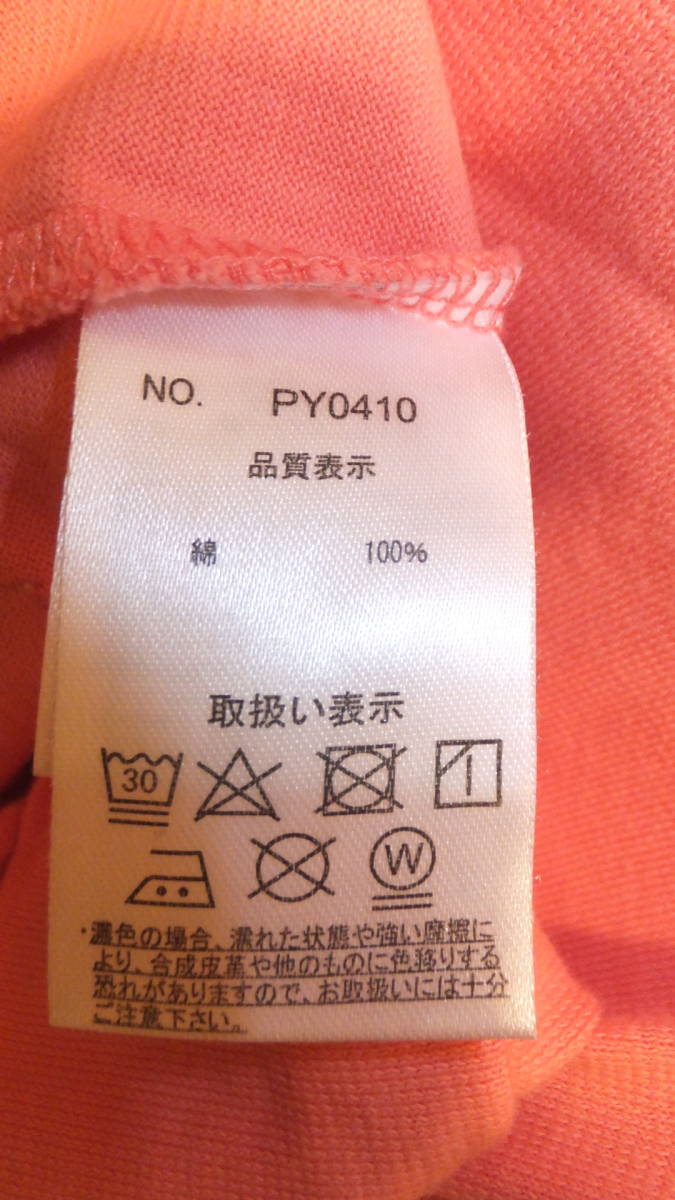 NO. PY0410
品質表示
綿 100%
取扱い表示
30
W
・濃色の場合、濡れた状態や強い摩擦に
より、合成皮革や他のものに色移りする
恐れがありますので、お取扱いには十分
ご注意下さい。